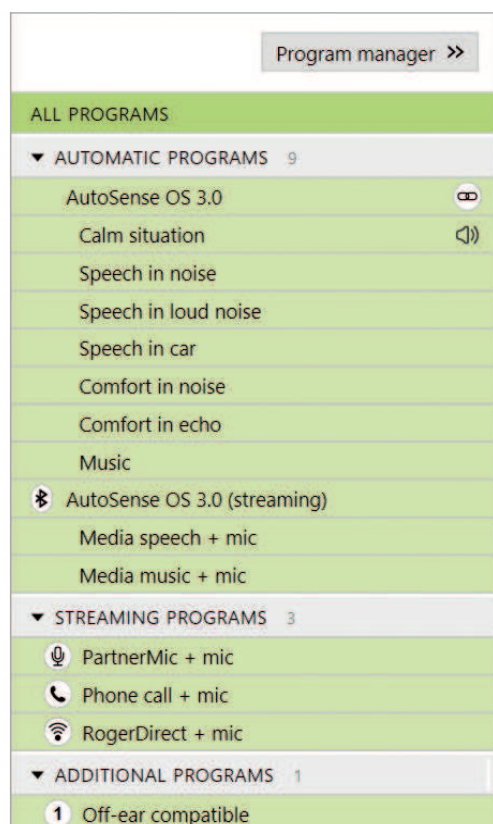 Program manager >>
ALL PROGRAMS
AUTOMATIC PROGRAMS 9
AutoSense OS 3.0
Calm situation
Speech in noise
Speech in loud noise
Speech in car
Comfort in noise
Comfort in echo
Music
AutoSense OS 3.0 (streaming)
Media speech + mic
Media music + mic
STREAMING PROGRAMS 3
PartnerMic + mic
Phone call + mic
RogerDirect + mic
ADDITIONAL PROGRAMS 1
1 Off-ear compatible